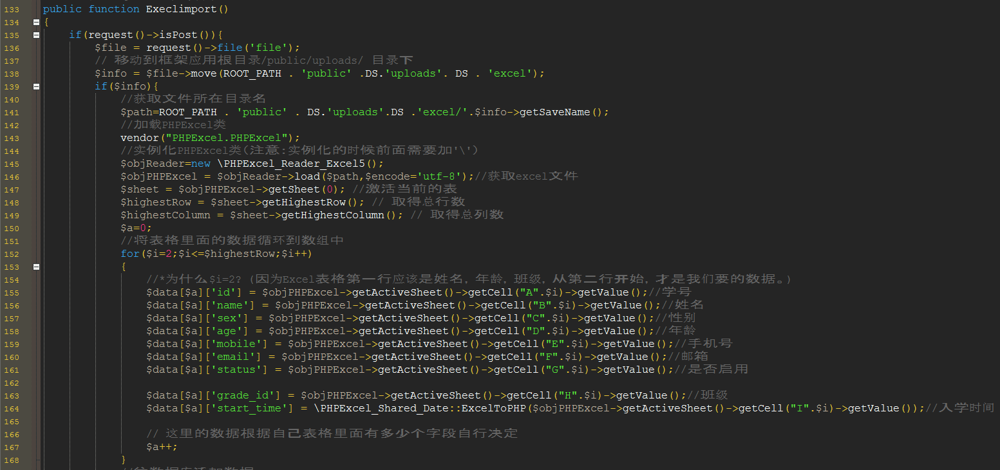 133 public function Execlimport()
134 {
135 if(request()->isPost()){
136 $file = request()->file('file');
137 // 移动到框架应用根目录/public/uploads/ 目录下
138 $info = $file->move(ROOT_PATH . 'public' .DS.'uploads'. DS . 'excel');
139 if($info){
140 //获取文件所在目录名
141 $path=ROOT_PATH . 'public' . DS.'uploads'.DS .'excel/'.$info->getSaveName();
142 //加载PHPExcel类
143 vendor("PHPExcel.PHPExcel");
144 //实例化PHPExcel类(注意:实例化的时候前面需要加'\')
145 $objReader=new \PHPExcel_Reader_Excel5();
146 $objPHPExcel = $objReader->load($path,$encode='utf-8');//获取excel文件
147 $sheet = $objPHPExcel->getSheet(0); //激活当前的表
148 $highestRow = $sheet->getHighestRow(); // 取得总行数
149 $highestColumn = $sheet->getHighestColumn(); // 取得总列数
150 $a=0;
151 //将表格里面的数据循环到数组中
152 for($i=2;$i<=$highestRow;$i++)
153 {
154 //*为什么$i=2? (因为Excel表格第一行应该是姓名，年龄，班级，从第二行开始，才是我们要的数据。)
155 $data[$a]['id'] = $objPHPExcel->getActiveSheet()->getCell("A".$i)->getValue();//学号
156 $data[$a]['name'] = $objPHPExcel->getActiveSheet()->getCell("B".$i)->getValue();//姓名
157 $data[$a]['sex'] = $objPHPExcel->getActiveSheet()->getCell("C".$i)->getValue();//性别
158 $data[$a]['age'] = $objPHPExcel->getActiveSheet()->getCell("D".$i)->getValue();//年龄
159 $data[$a]['mobile'] = $objPHPExcel->getActiveSheet()->getCell("E".$i)->getValue();//手机号
160 $data[$a]['email'] = $objPHPExcel->getActiveSheet()->getCell("F".$i)->getValue();//邮箱
161 $data[$a]['status'] = $objPHPExcel->getActiveSheet()->getCell("G".$i)->getValue();//是否启用
162
163 $data[$a]['grade_id'] = $objPHPExcel->getActiveSheet()->getCell("H".$i)->getValue();//班级
164 $data[$a]['start_time'] = \PHPExcel_Shared_Date::ExcelToPHP($objPHPExcel->getActiveSheet()->getCell("I".$i)->getValue());//入学时间
165
166 // 这里的数据根据自己表格里面有多少个字段自行决定
167 $a++;
168 }